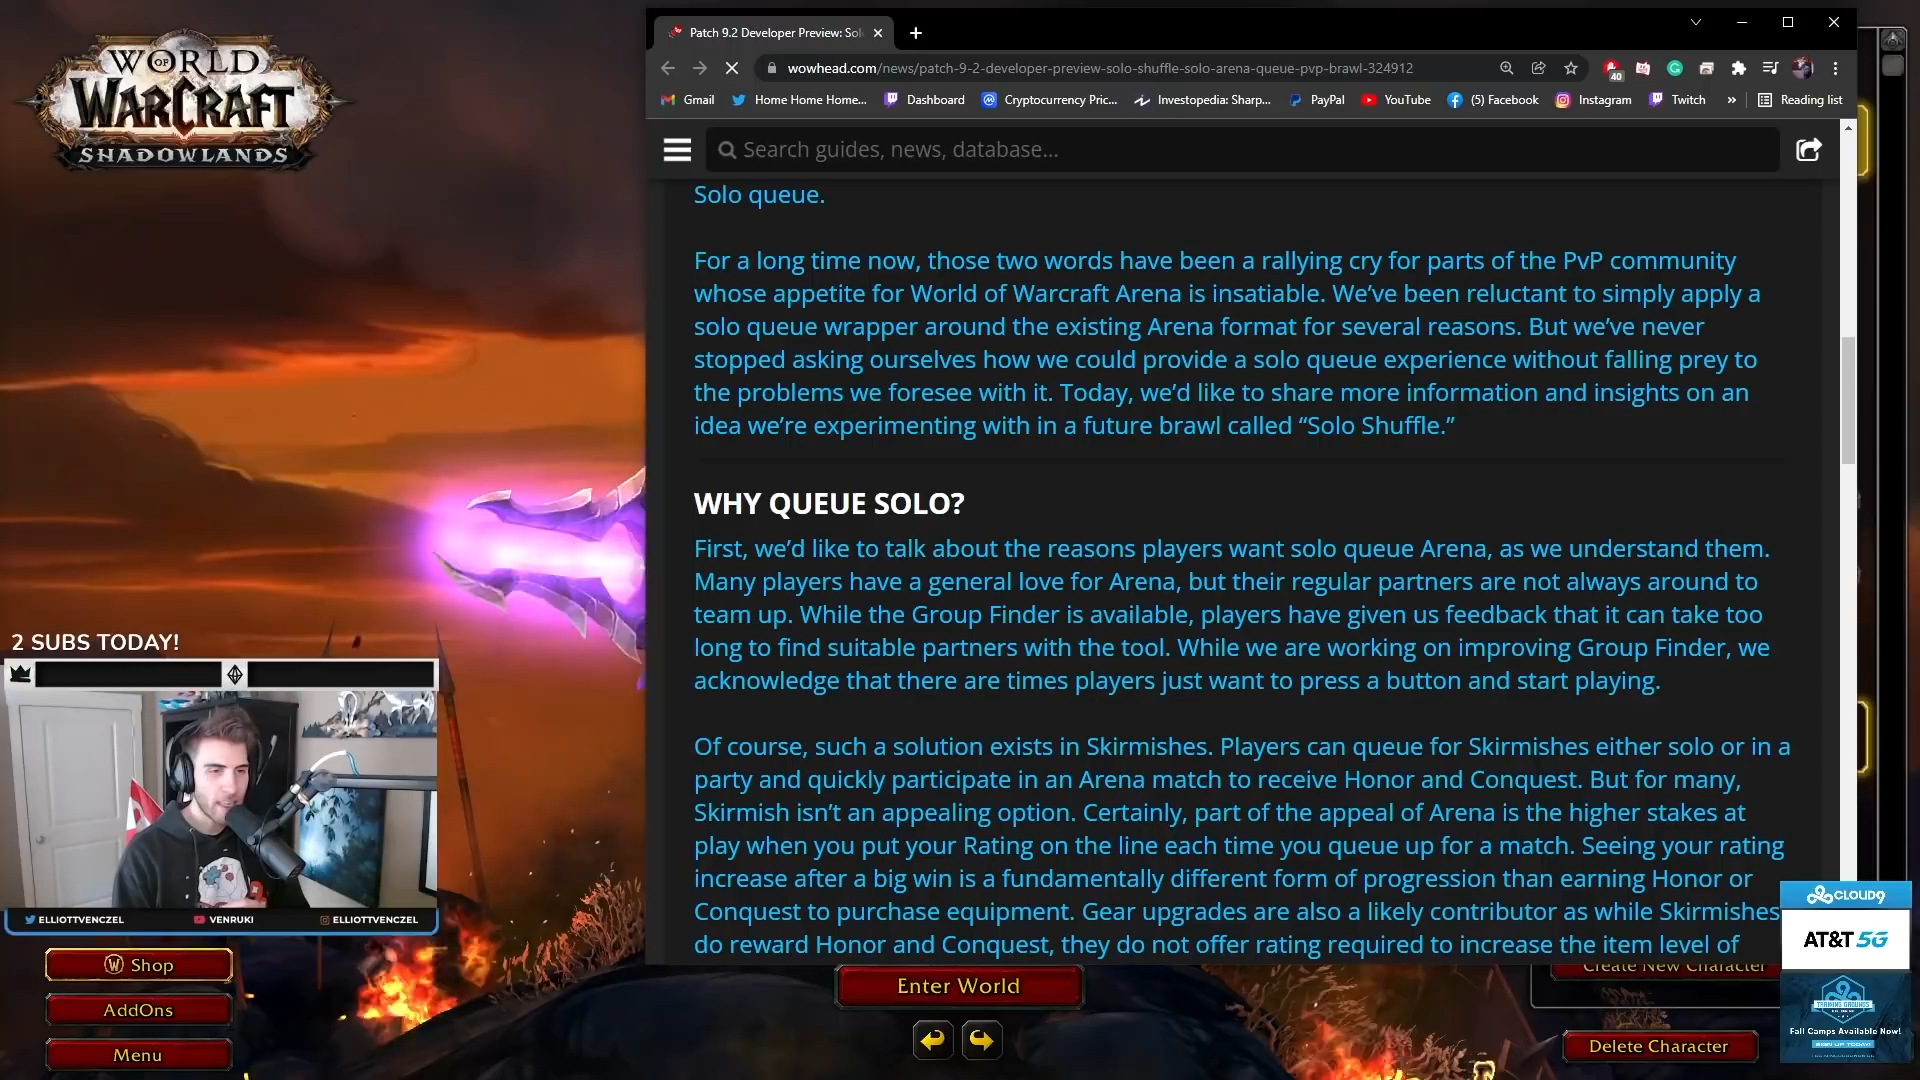 WORLD OF WARCRAFT
SHADOWLANDS
Patch 9.2 Developer Preview: Sol
wowhead.com/news/patch-9-2-developer-preview-solo-shuffle-solo-arena-queue-pvp-brawl-324912
40
Gmail
Home Home Home...
Dashboard
Cryptocurrency Pric...
Investopedia: Sharp...
PayPal
YouTube
(5) Facebook
Instagram
Twitch
»
Reading list
Search guides, news, database...
Solo queue.
For a long time now, those two words have been a rallying cry for parts of the PvP community
whose appetite for World of Warcraft Arena is insatiable. We’ve been reluctant to simply apply a
solo queue wrapper around the existing Arena format for several reasons. But we’ve never
stopped asking ourselves how we could provide a solo queue experience without falling prey to
the problems we foresee with it. Today, we’d like to share more information and insights on an
idea we’re experimenting with in a future brawl called “Solo Shuffle.”
WHY QUEUE SOLO?
First, we’d like to talk about the reasons players want solo queue Arena, as we understand them.
Many players have a general love for Arena, but their regular partners are not always around to
team up. While the Group Finder is available, players have given us feedback that it can take too
long to find suitable partners with the tool. While we are working on improving Group Finder, we
acknowledge that there are times players just want to press a button and start playing.
Of course, such a solution exists in Skirmishes. Players can queue for Skirmishes either solo or in a
party and quickly participate in an Arena match to receive Honor and Conquest. But for many,
Skirmish isn’t an appealing option. Certainly, part of the appeal of Arena is the higher stakes at
play when you put your Rating on the line each time you queue up for a match. Seeing your rating
increase after a big win is a fundamentally different form of progression than earning Honor or
Conquest to purchase equipment. Gear upgrades are also a likely contributor as while Skirmishes
do reward Honor and Conquest, they do not offer rating required to increase the item level of
2 SUBS TODAY!
ELLIOTTVENCZEL
VENRUKI
ELLIOTTVENCZEL
Shop
AddOns
Menu
Enter World
Create New Character
Delete Character
CLOUD9
AT&T 5G
TRAINING GROUNDS
Fall Camps Available Now!
SIGN UP TODAY!